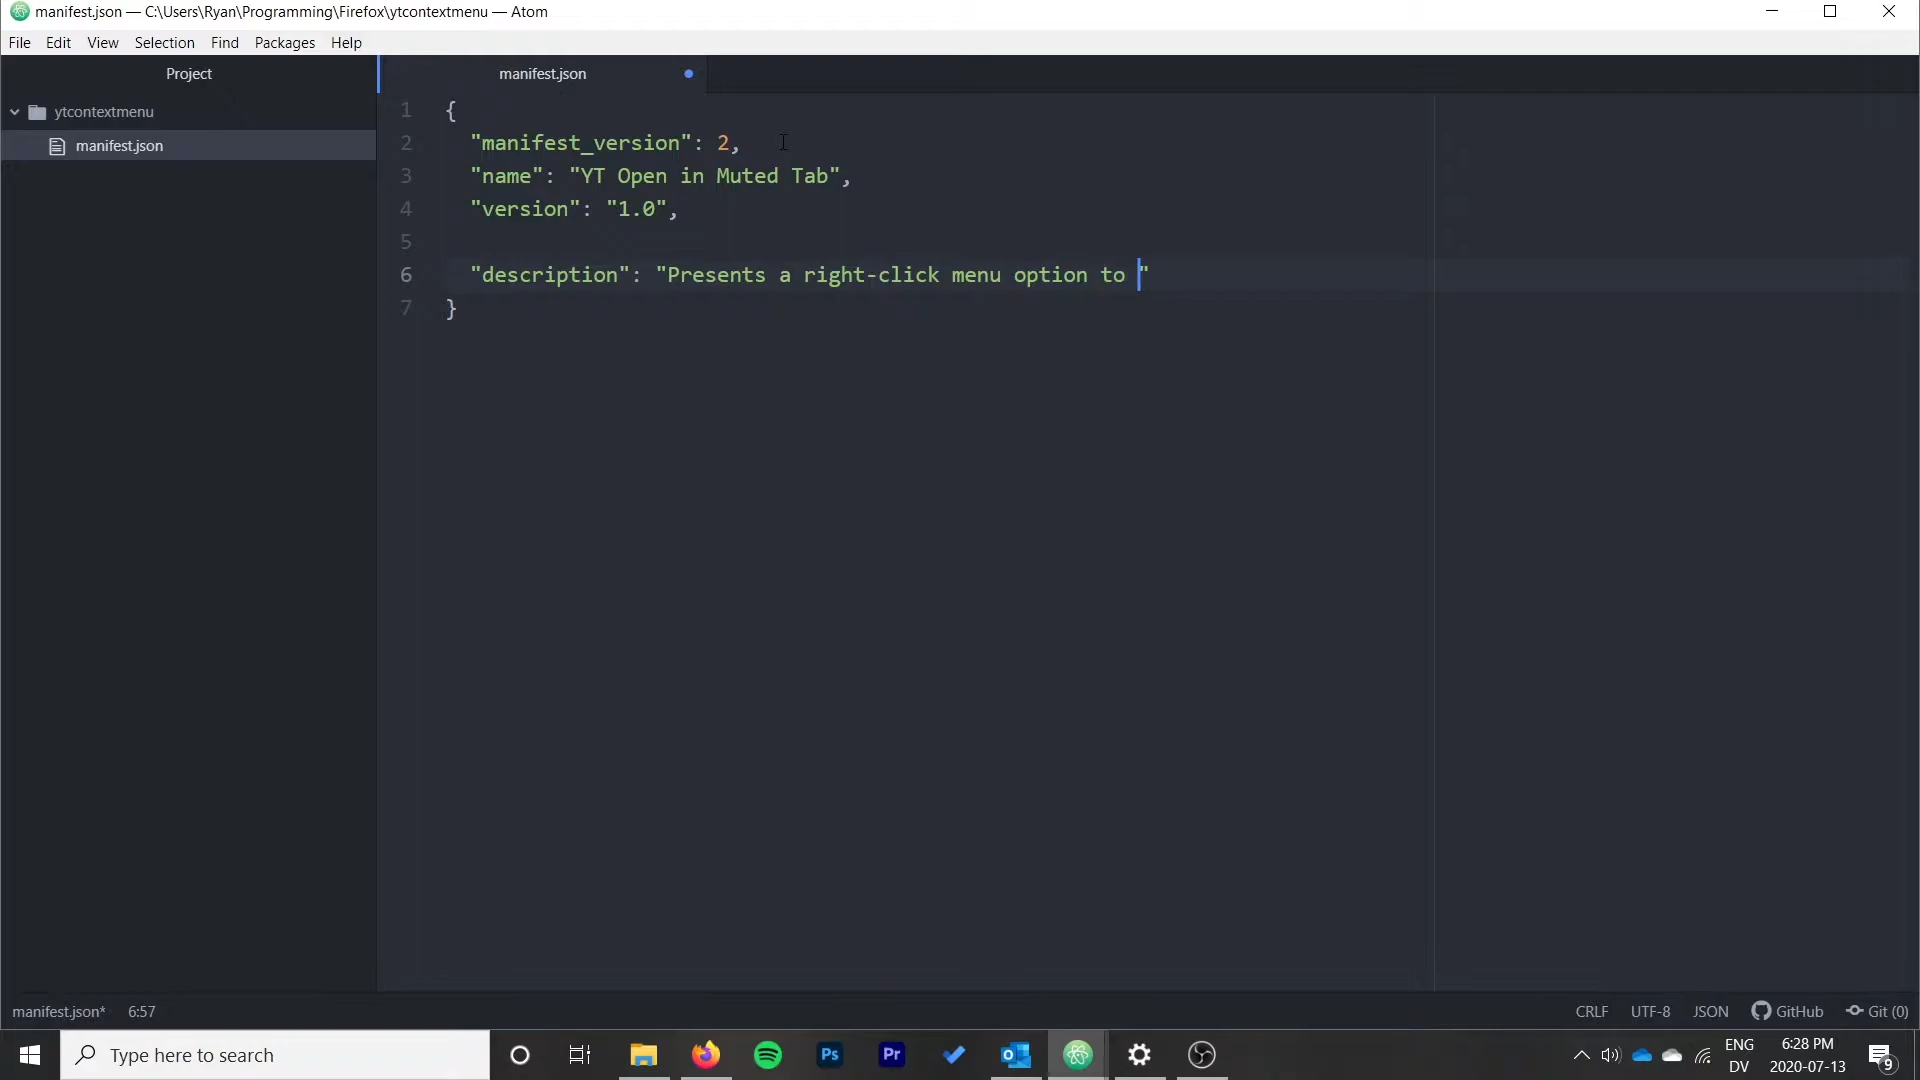 manifest.json — C:\Users\Ryan\Programming\Firefox\ytcontextmenu — Atom
File Edit View Selection Find Packages Help
Project
manifest.json
ytcontextmenu
manifest.json
1 {
2 "manifest_version": 2,
3 "name": "YT Open in Muted Tab",
4 "version": "1.0",
5
6 "description": "Presents a right-click menu option to "
7 }
manifest.json* 6:57
CRLF UTF-8 JSON GitHub Git (0)
Type here to search
Ps
Pr
ENG
DV
6:28 PM
2020-07-13
9